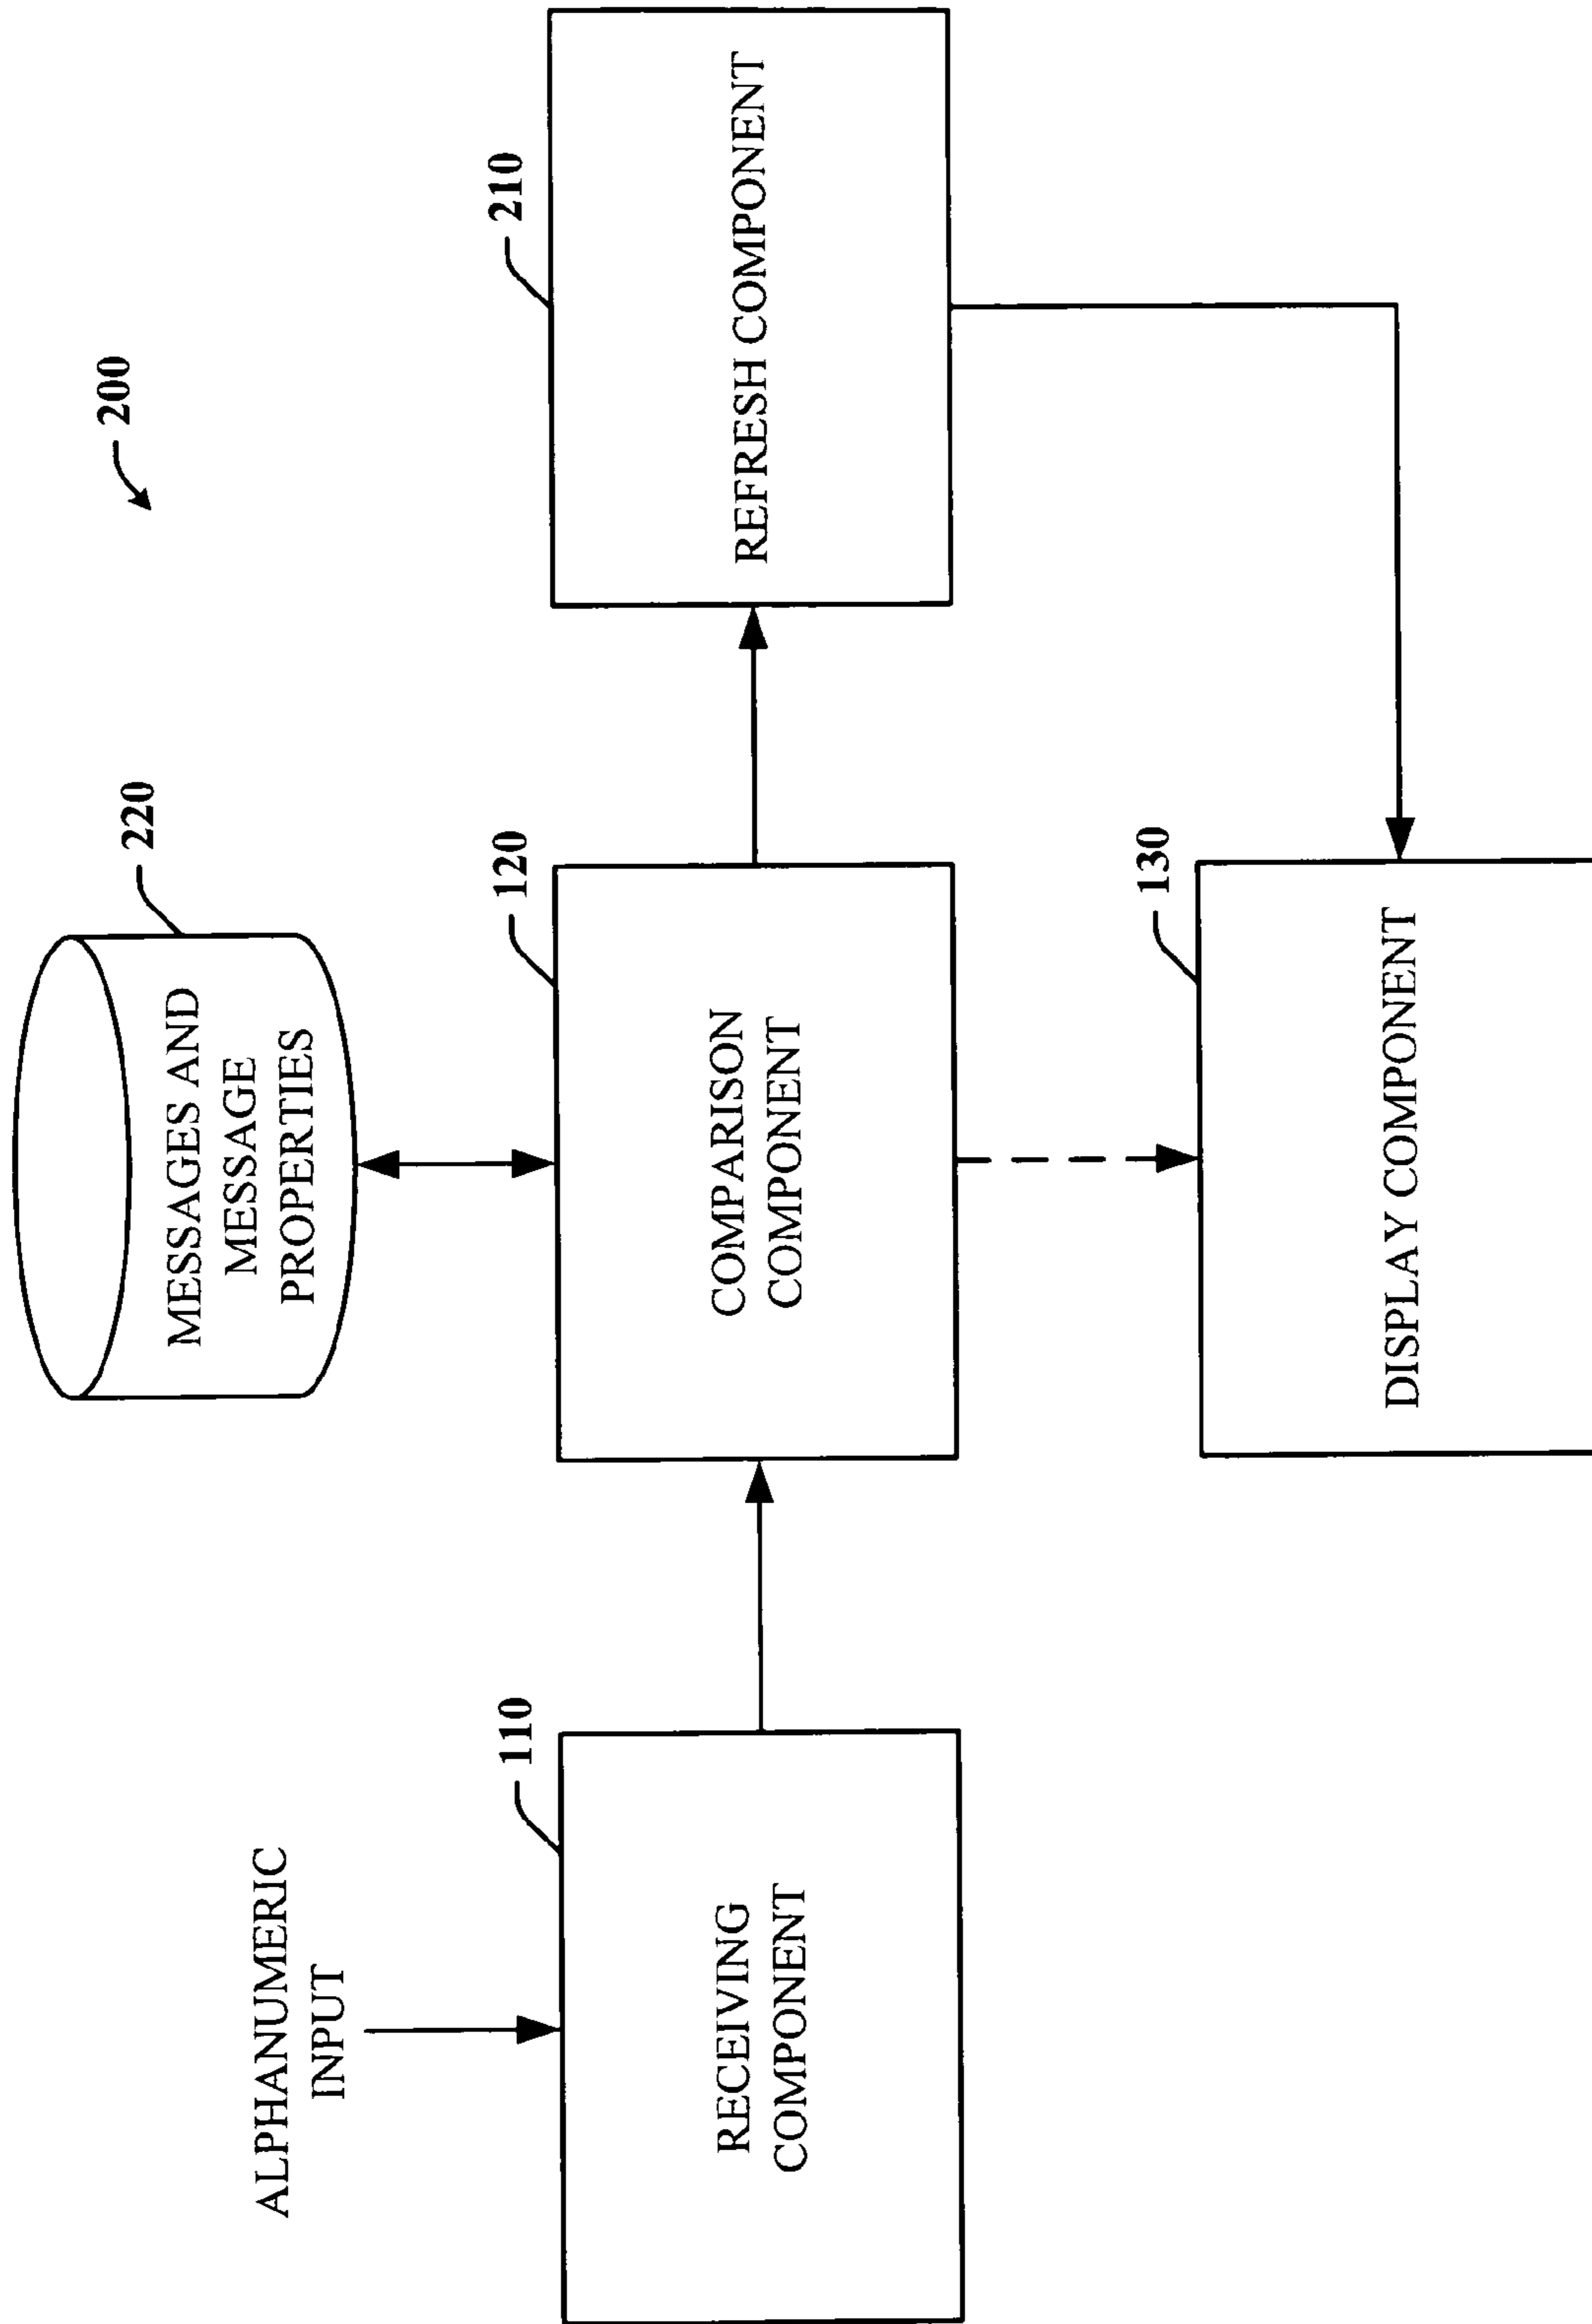 200
220
MESSAGES AND
MESSAGE
PROPERTIES
ALPHANUMERIC
INPUT
110
RECEIVING
COMPONENT
120
COMPARISON
COMPONENT
210
REFRESH COMPONENT
130
DISPLAY COMPONENT